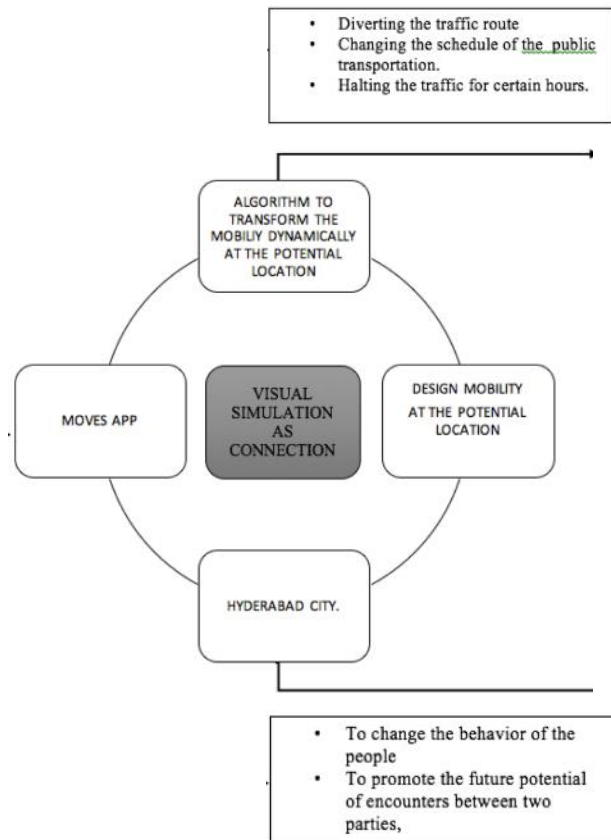 • Diverting the traffic route
• Changing the schedule of the public
transportation.
• Halting the traffic for certain hours.
ALGORITHM TO
TRANSFORM THE
MOBILIY DYNAMICALLY
AT THE POTENTIAL
LOCATION
MOVES APP
VISUAL
SIMULATION
AS
CONNECTION
DESIGN MOBILITY
AT THE POTENTIAL
LOCATION
HYDERABAD CITY.
• To change the behavior of the
people
• To promote the future potential
of encounters between two
parties,